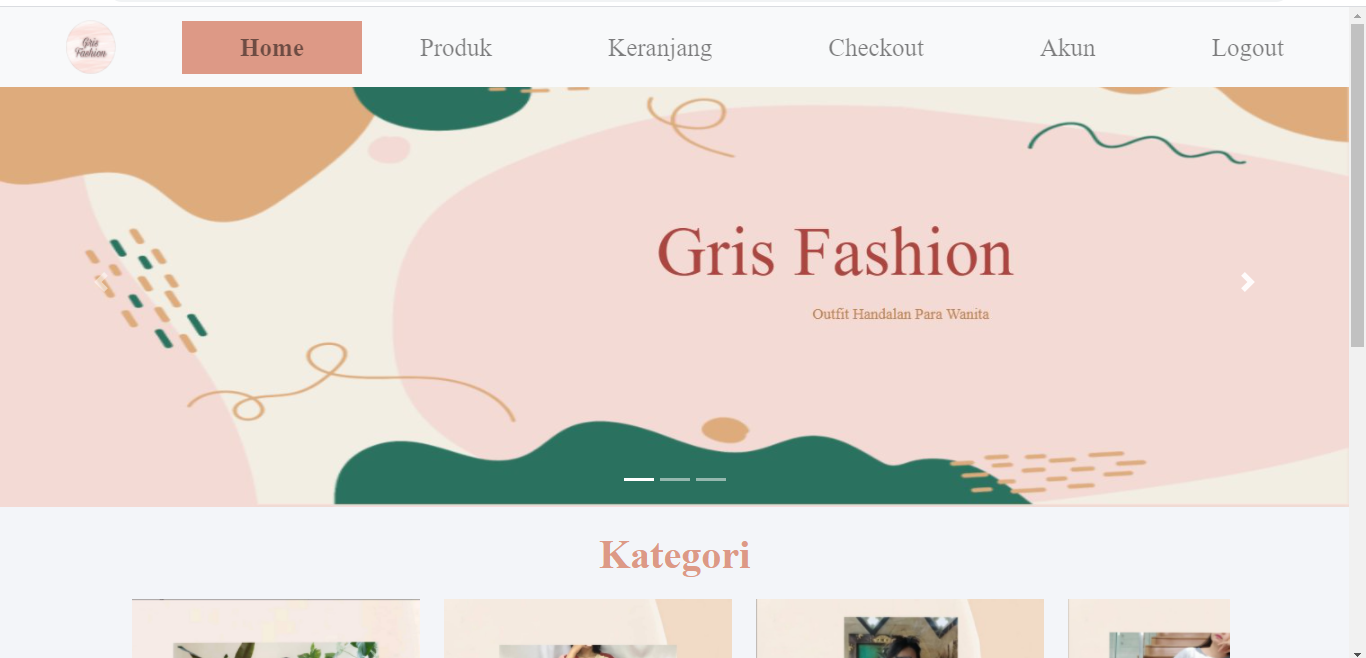 Gris
Fashion
Home
Produk
Keranjang
Checkout
Akun
Logout
Gris Fashion
Outfit Handalan Para Wanita
Kategori